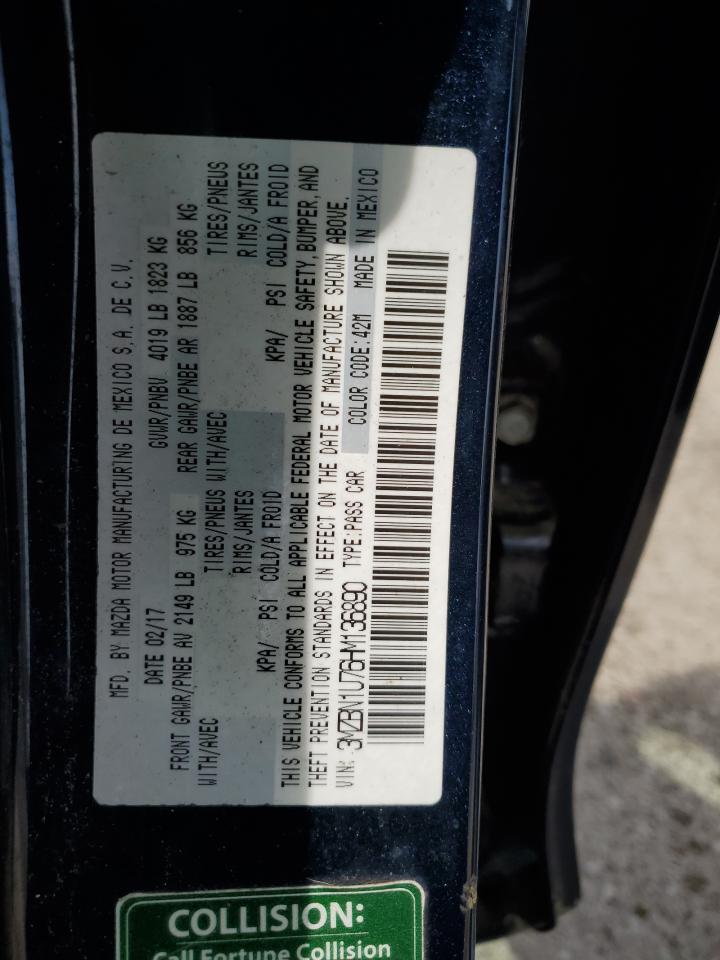 MFD. BY MAZDA MOTOR MANUFACTURING DE MEXICO S.A. DE C.V.
DATE 02/17 GVWR/PNBV 4019 LB 1823 KG
FRONT GAWR/PNBE AV 2149 LB 975 KG REAR GAWR/PNBE AR 1887 LB 856 KG
WITH/AVEC TIRES/PNEUS WITH/AVEC TIRES/PNEUS
RIMS/JANTES RIMS/JANTES
KPA/ PSI COLD/A FROID KPA/ PSI COLD/A FROID
THIS VEHICLE CONFORMS TO ALL APPLICABLE FEDERAL MOTOR VEHICLE SAFETY, BUMPER, AND
THEFT PREVENTION STANDARDS IN EFFECT ON THE DATE OF MANUFACTURE SHOWN ABOVE.
VIN: 3MZBN1U76HM136890 TYPE:PASS CAR COLOR CODE:42M MADE IN MEXICO
COLLISION:
Call Fortune Collision